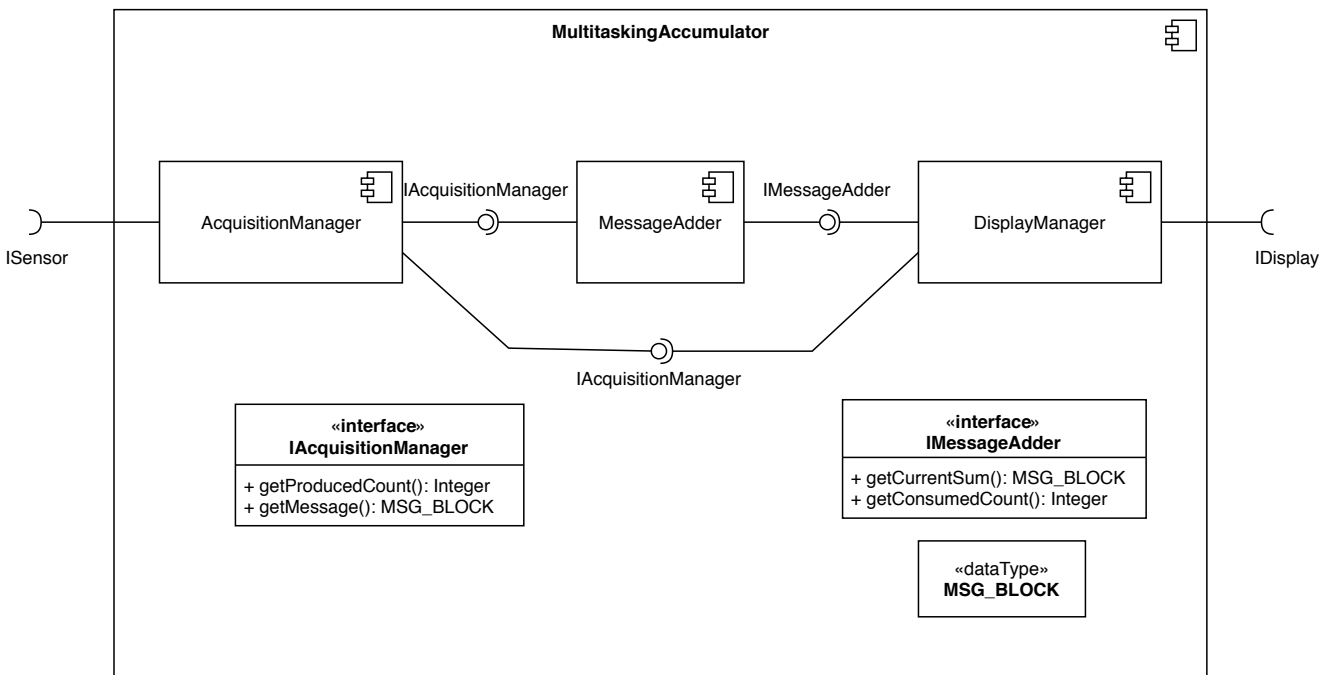 MultitaskingAccumulator
IAcquisitionManager
IMessageAdder
AcquisitionManager
MessageAdder
DisplayManager
ISensor
IDisplay
IAcquisitionManager
«interface»
IAcquisitionManager
+ getProducedCount(): Integer
+ getMessage(): MSG_BLOCK
«interface»
IMessageAdder
+ getCurrentSum(): MSG_BLOCK
+ getConsumedCount(): Integer
«dataType»
MSG_BLOCK